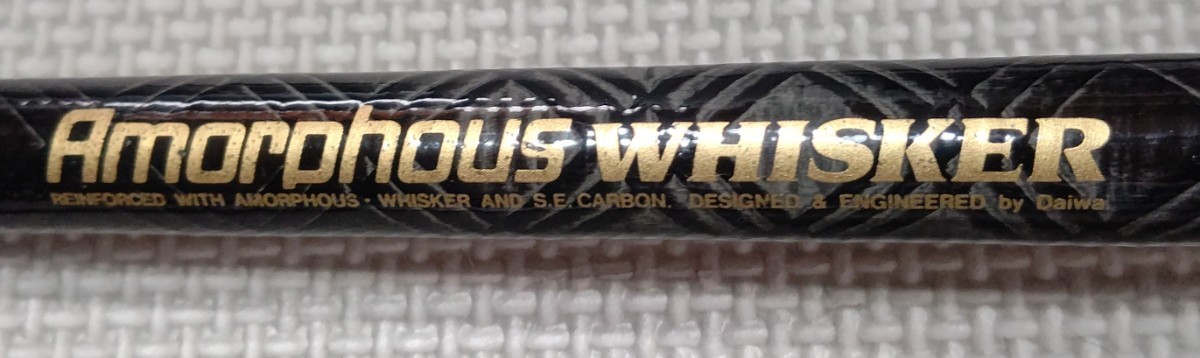 Amorphous WHISKER
REINFORCED WITH AMORPHOUS・WHISKER AND S.E.CARBON. DESIGNED & ENGINEERED by Daiwa.